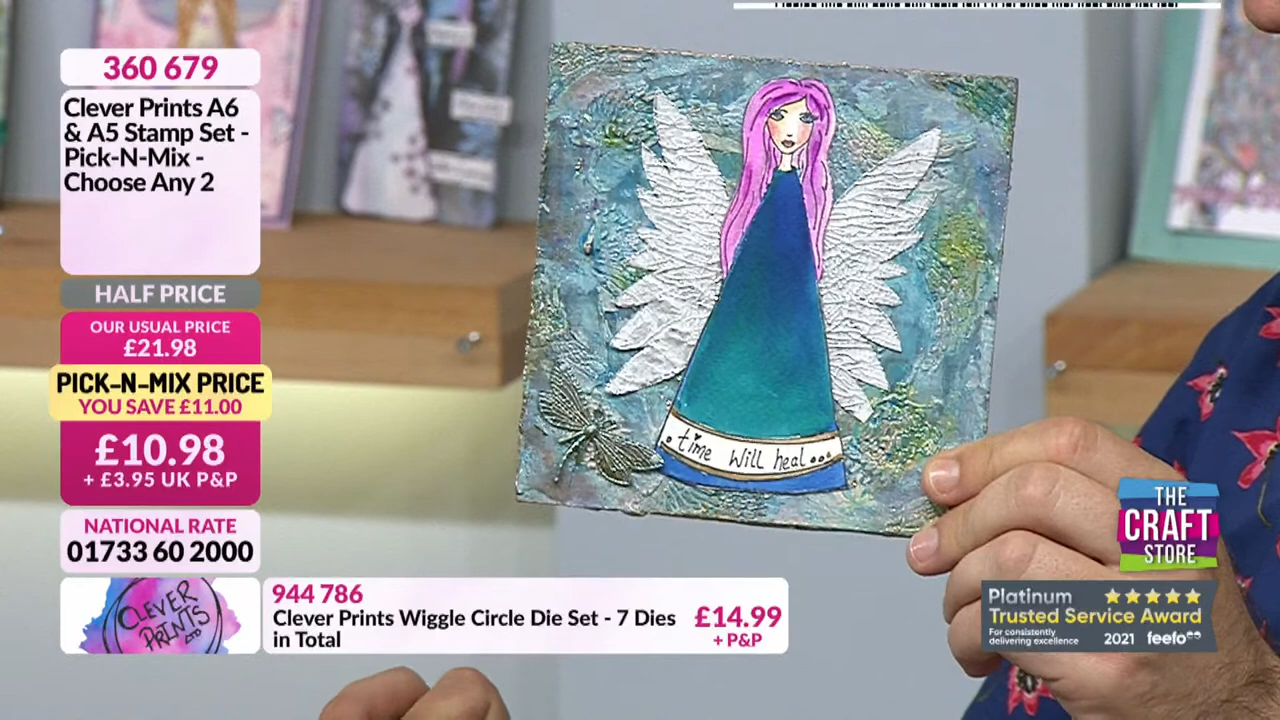 360 679
Clever Prints A6
& A5 Stamp Set -
Pick-N-Mix -
Choose Any 2
HALF PRICE
OUR USUAL PRICE
£21.98
PICK-N-MIX PRICE
YOU SAVE £11.00
£10.98
+ £3.95 UK P&P
NATIONAL RATE
01733 60 2000
CLEVER
PRINTS LTD
944 786
Clever Prints Wiggle Circle Die Set - 7 Dies
in Total
£14.99
+ P&P
time will heal...
THE
CRAFT
STORE
Platinum
Trusted Service Award
For consistently
delivering excellence
2021 feefo